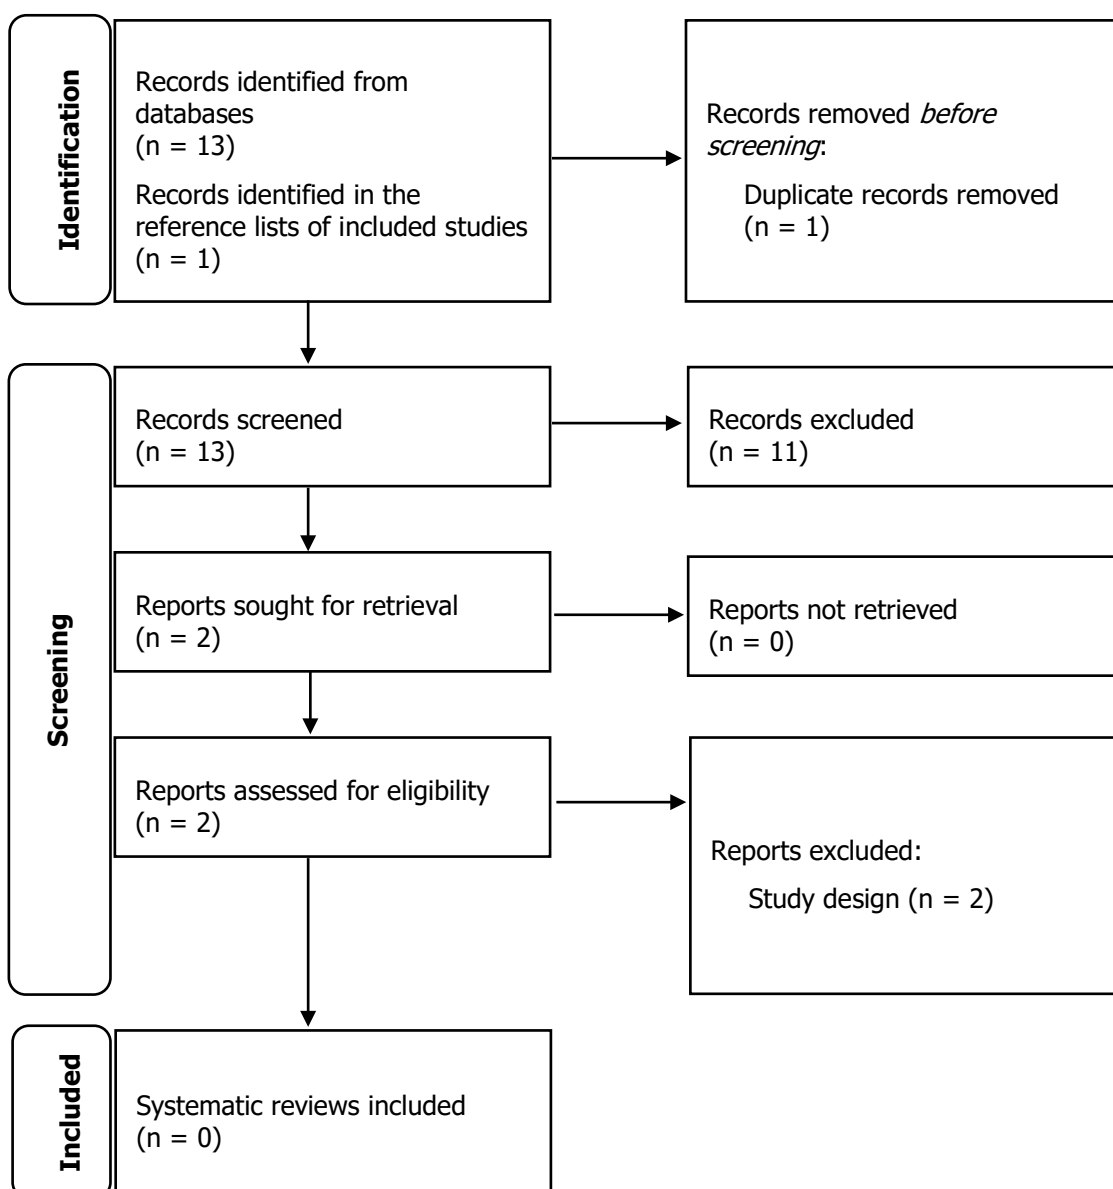 Identification
Records identified from
databases
(n = 13)
Records identified in the
reference lists of included studies
(n = 1)
Records removed before
screening:
Duplicate records removed
(n = 1)
Screening
Records screened
(n = 13)
Records excluded
(n = 11)
Reports sought for retrieval
(n = 2)
Reports not retrieved
(n = 0)
Reports assessed for eligibility
(n = 2)
Reports excluded:
Study design (n = 2)
Included
Systematic reviews included
(n = 0)